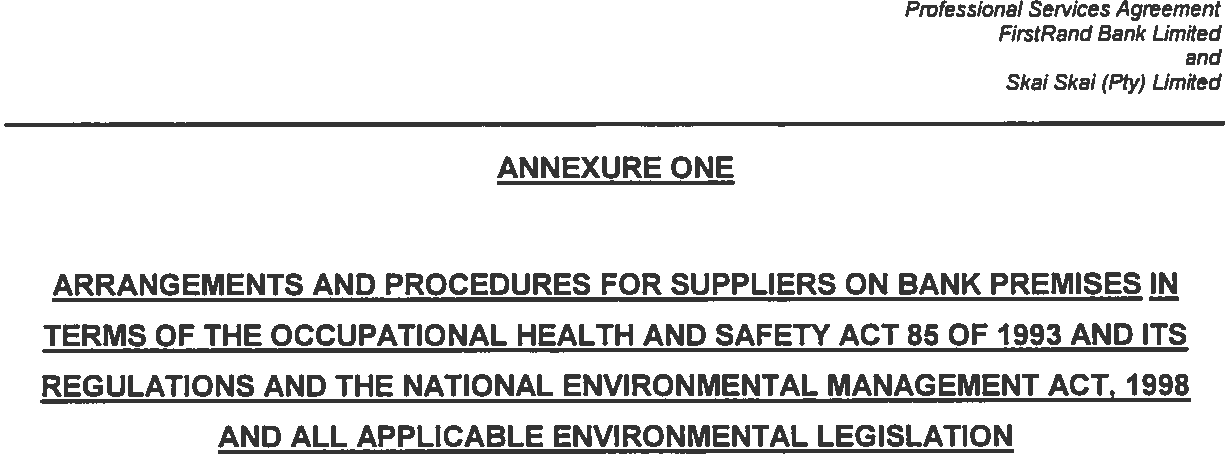 Professional Services Agreement
FirstRand Bank Limited
and
Skai Skai (Pty) Limited
ANNEXURE ONE
ARRANGEMENTS AND PROCEDURES FOR SUPPLIERS ON BANK PREMISES IN
TERMS OF THE OCCUPATIONAL HEALTH AND SAFETY ACT 85 OF 1993 AND ITS
REGULATIONS AND THE NATIONAL ENVIRONMENTAL MANAGEMENT ACT, 1998
AND ALL APPLICABLE ENVIRONMENTAL LEGISLATION